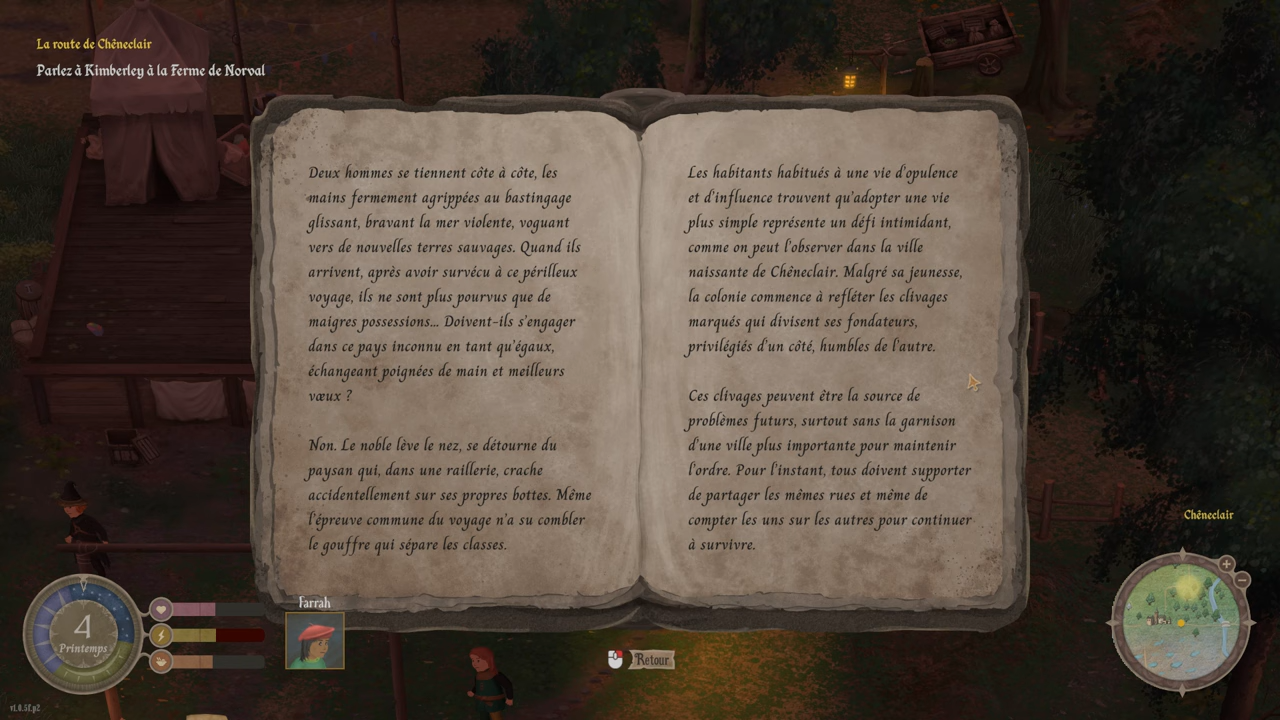 La route de Chêneclair
Parlez à Kimberley à la Ferme de Norval
Deux hommes se tiennent côte à côte, les
mains fermement agrippées au bastingage
glissant, bravant la mer violente, voguant
vers de nouvelles terres sauvages. Quand ils
arrivent, après avoir survécu à ce périlleux
voyage, ils ne sont plus pourvus que de
maigres possessions... Doivent-ils s'engager
dans ce pays inconnu en tant qu'égaux,
échangeant poignées de main et meilleurs
vœux ?
Non. Le noble lève le nez, se détourne du
paysan qui, dans une raillerie, crache
accidentellement sur ses propres bottes. Même
l'épreuve commune du voyage n'a su combler
le gouffre qui sépare les classes.
Les habitants habitués à une vie d'opulence
et d'influence trouvent qu'adopter une vie
plus simple représente un défi intimidant,
comme on peut l'observer dans la ville
naissante de Chêneclair. Malgré sa jeunesse,
la colonie commence à refléter les clivages
marqués qui divisent ses fondateurs,
privilégiés d'un côté, humbles de l'autre.
Ces clivages peuvent être la source de
problèmes futurs, surtout sans la garnison
d'une ville plus importante pour maintenir
l'ordre. Pour l'instant, tous doivent supporter
de partager les mêmes rues et même de
compter les uns sur les autres pour continuer
à survivre.
Chêneclair
4
Printemps
Farrah
Retour
v1.0.5f.p2